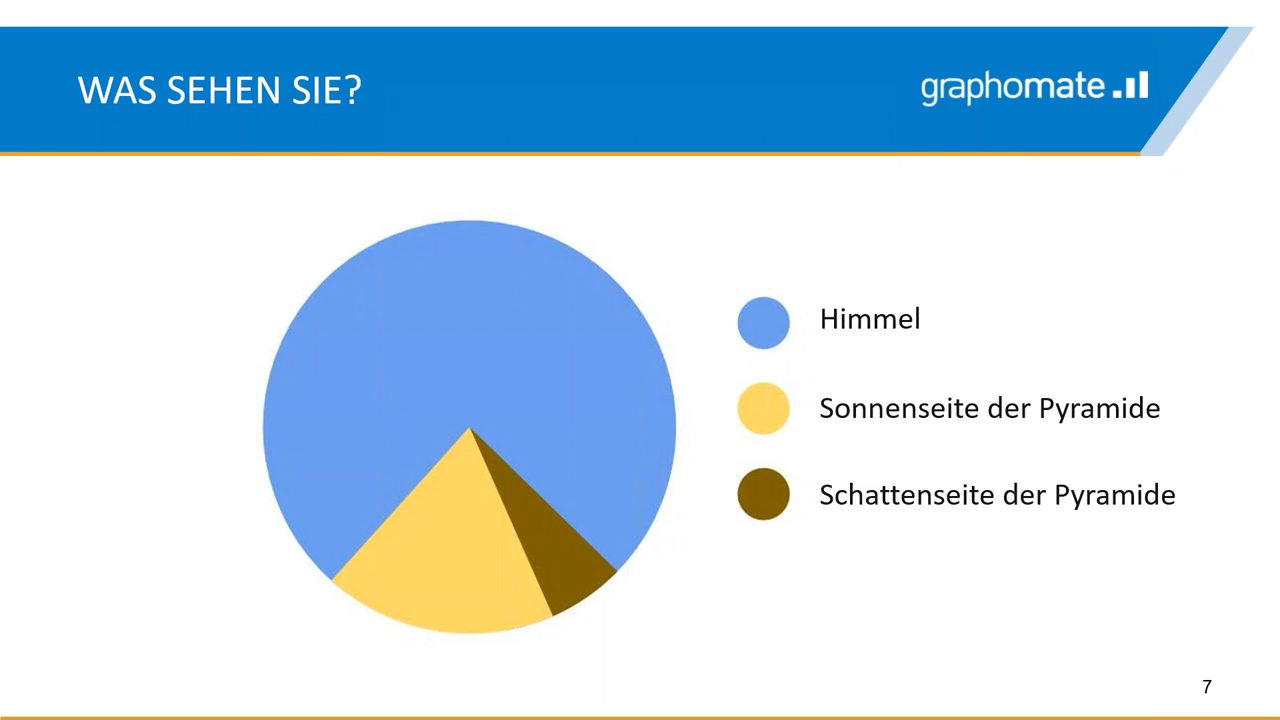 WAS SEHEN SIE?
graphomate
Himmel
Sonnenseite der Pyramide
Schattenseite der Pyramide
7